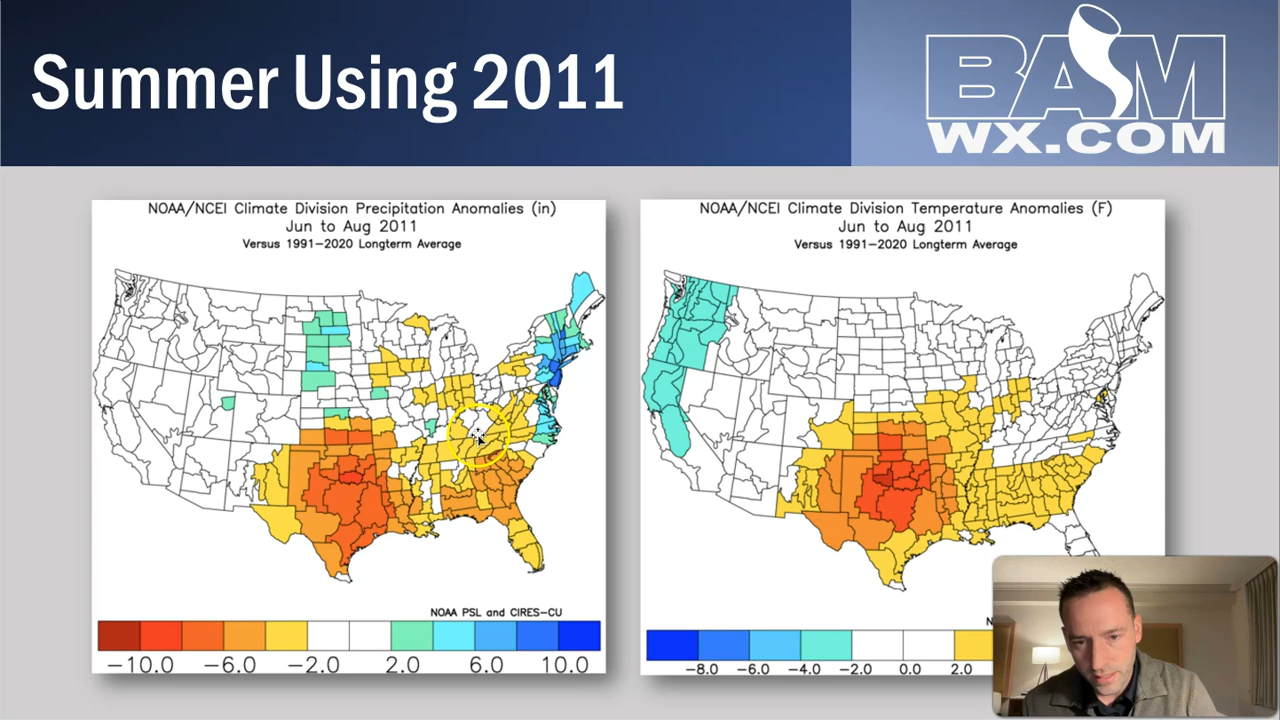 Summer Using 2011
BAM
WX.COM
NOAA/NCEI Climate Division Precipitation Anomalies (in)
Jun to Aug 2011
Versus 1991-2020 Longterm Average
NOAA PSL and CIRES-CU
-10.0 -6.0 -2.0 2.0 6.0 10.0
NOAA/NCEI Climate Division Temperature Anomalies (F)
Jun to Aug 2011
Versus 1991-2020 Longterm Average
N
-8.0 -6.0 -4.0 -2.0 0.0 2.0